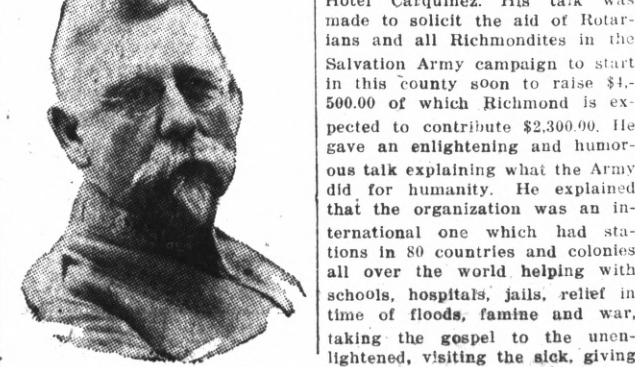 Hotel Carquinez. His talk was
made to solicit the aid of Rotar-
ians and all Richmondites in the
Salvation Army campaign to start
in this county soon to raise $4,-
500.00 of which Richmond is ex-
pected to contribute $2,300.00. He
gave an enlightening and humor-
ous talk explaining what the Army
did for humanity. He explained
that the organization was an in-
ternational one which had sta-
tions in 80 countries and colonies
all over the world helping with
schools, hospitals, jails, relief in
time of floods, famine and war,
taking the gospel to the unen-
lightened, visiting the sick, giving